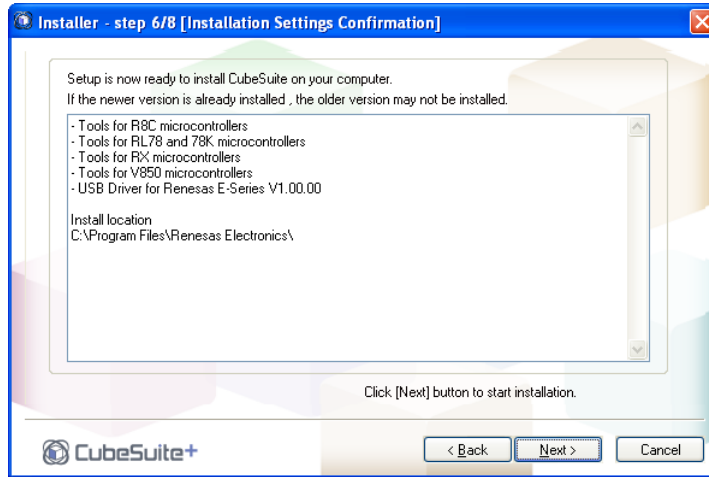 Installer - step 6/8 [Installation Settings Confirmation]
Setup is now ready to install CubeSuite on your computer.
If the newer version is already installed , the older version may not be installed.
- Tools for R8C microcontrollers
- Tools for RL78 and 78K microcontrollers
- Tools for RX microcontrollers
- Tools for V850 microcontrollers
- USB Driver for Renesas E-Series V1.00.00
Install location
C:\Program Files\Renesas Electronics\
Click [Next] button to start installation.
CubeSuite+
< Back
Next >
Cancel